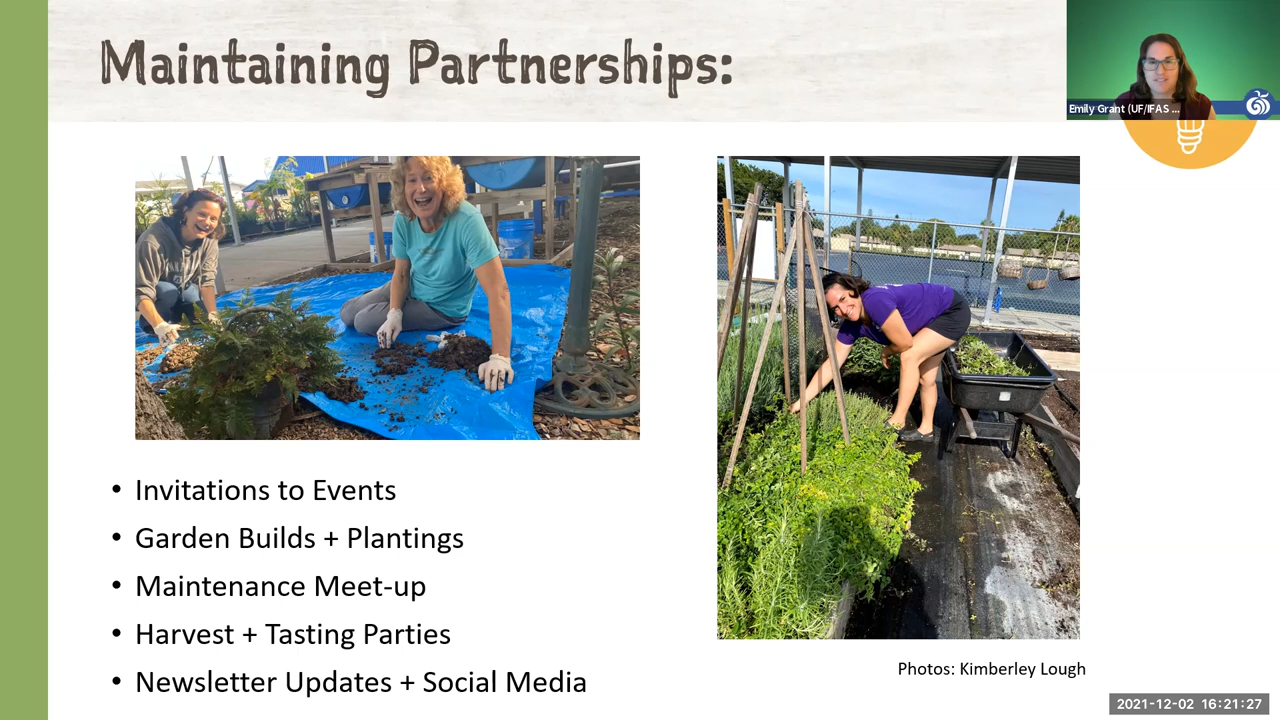 Maintaining Partnerships:
Emily Grant (UF/IFAS ...
• Invitations to Events
• Garden Builds + Plantings
• Maintenance Meet-up
• Harvest + Tasting Parties
• Newsletter Updates + Social Media
Photos: Kimberley Lough
2021-12-02 16:21:27